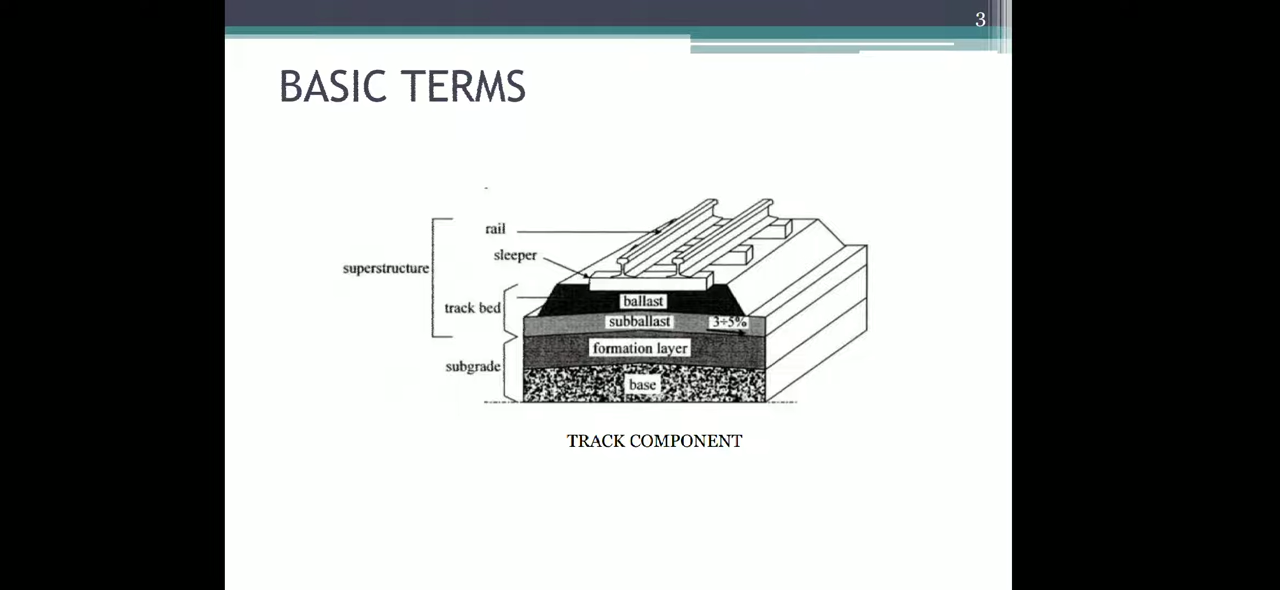 3
BASIC TERMS
rail
sleeper
superstructure
ballast
track bed
subballast
3÷5%
formation layer
subgrade
base
TRACK COMPONENT